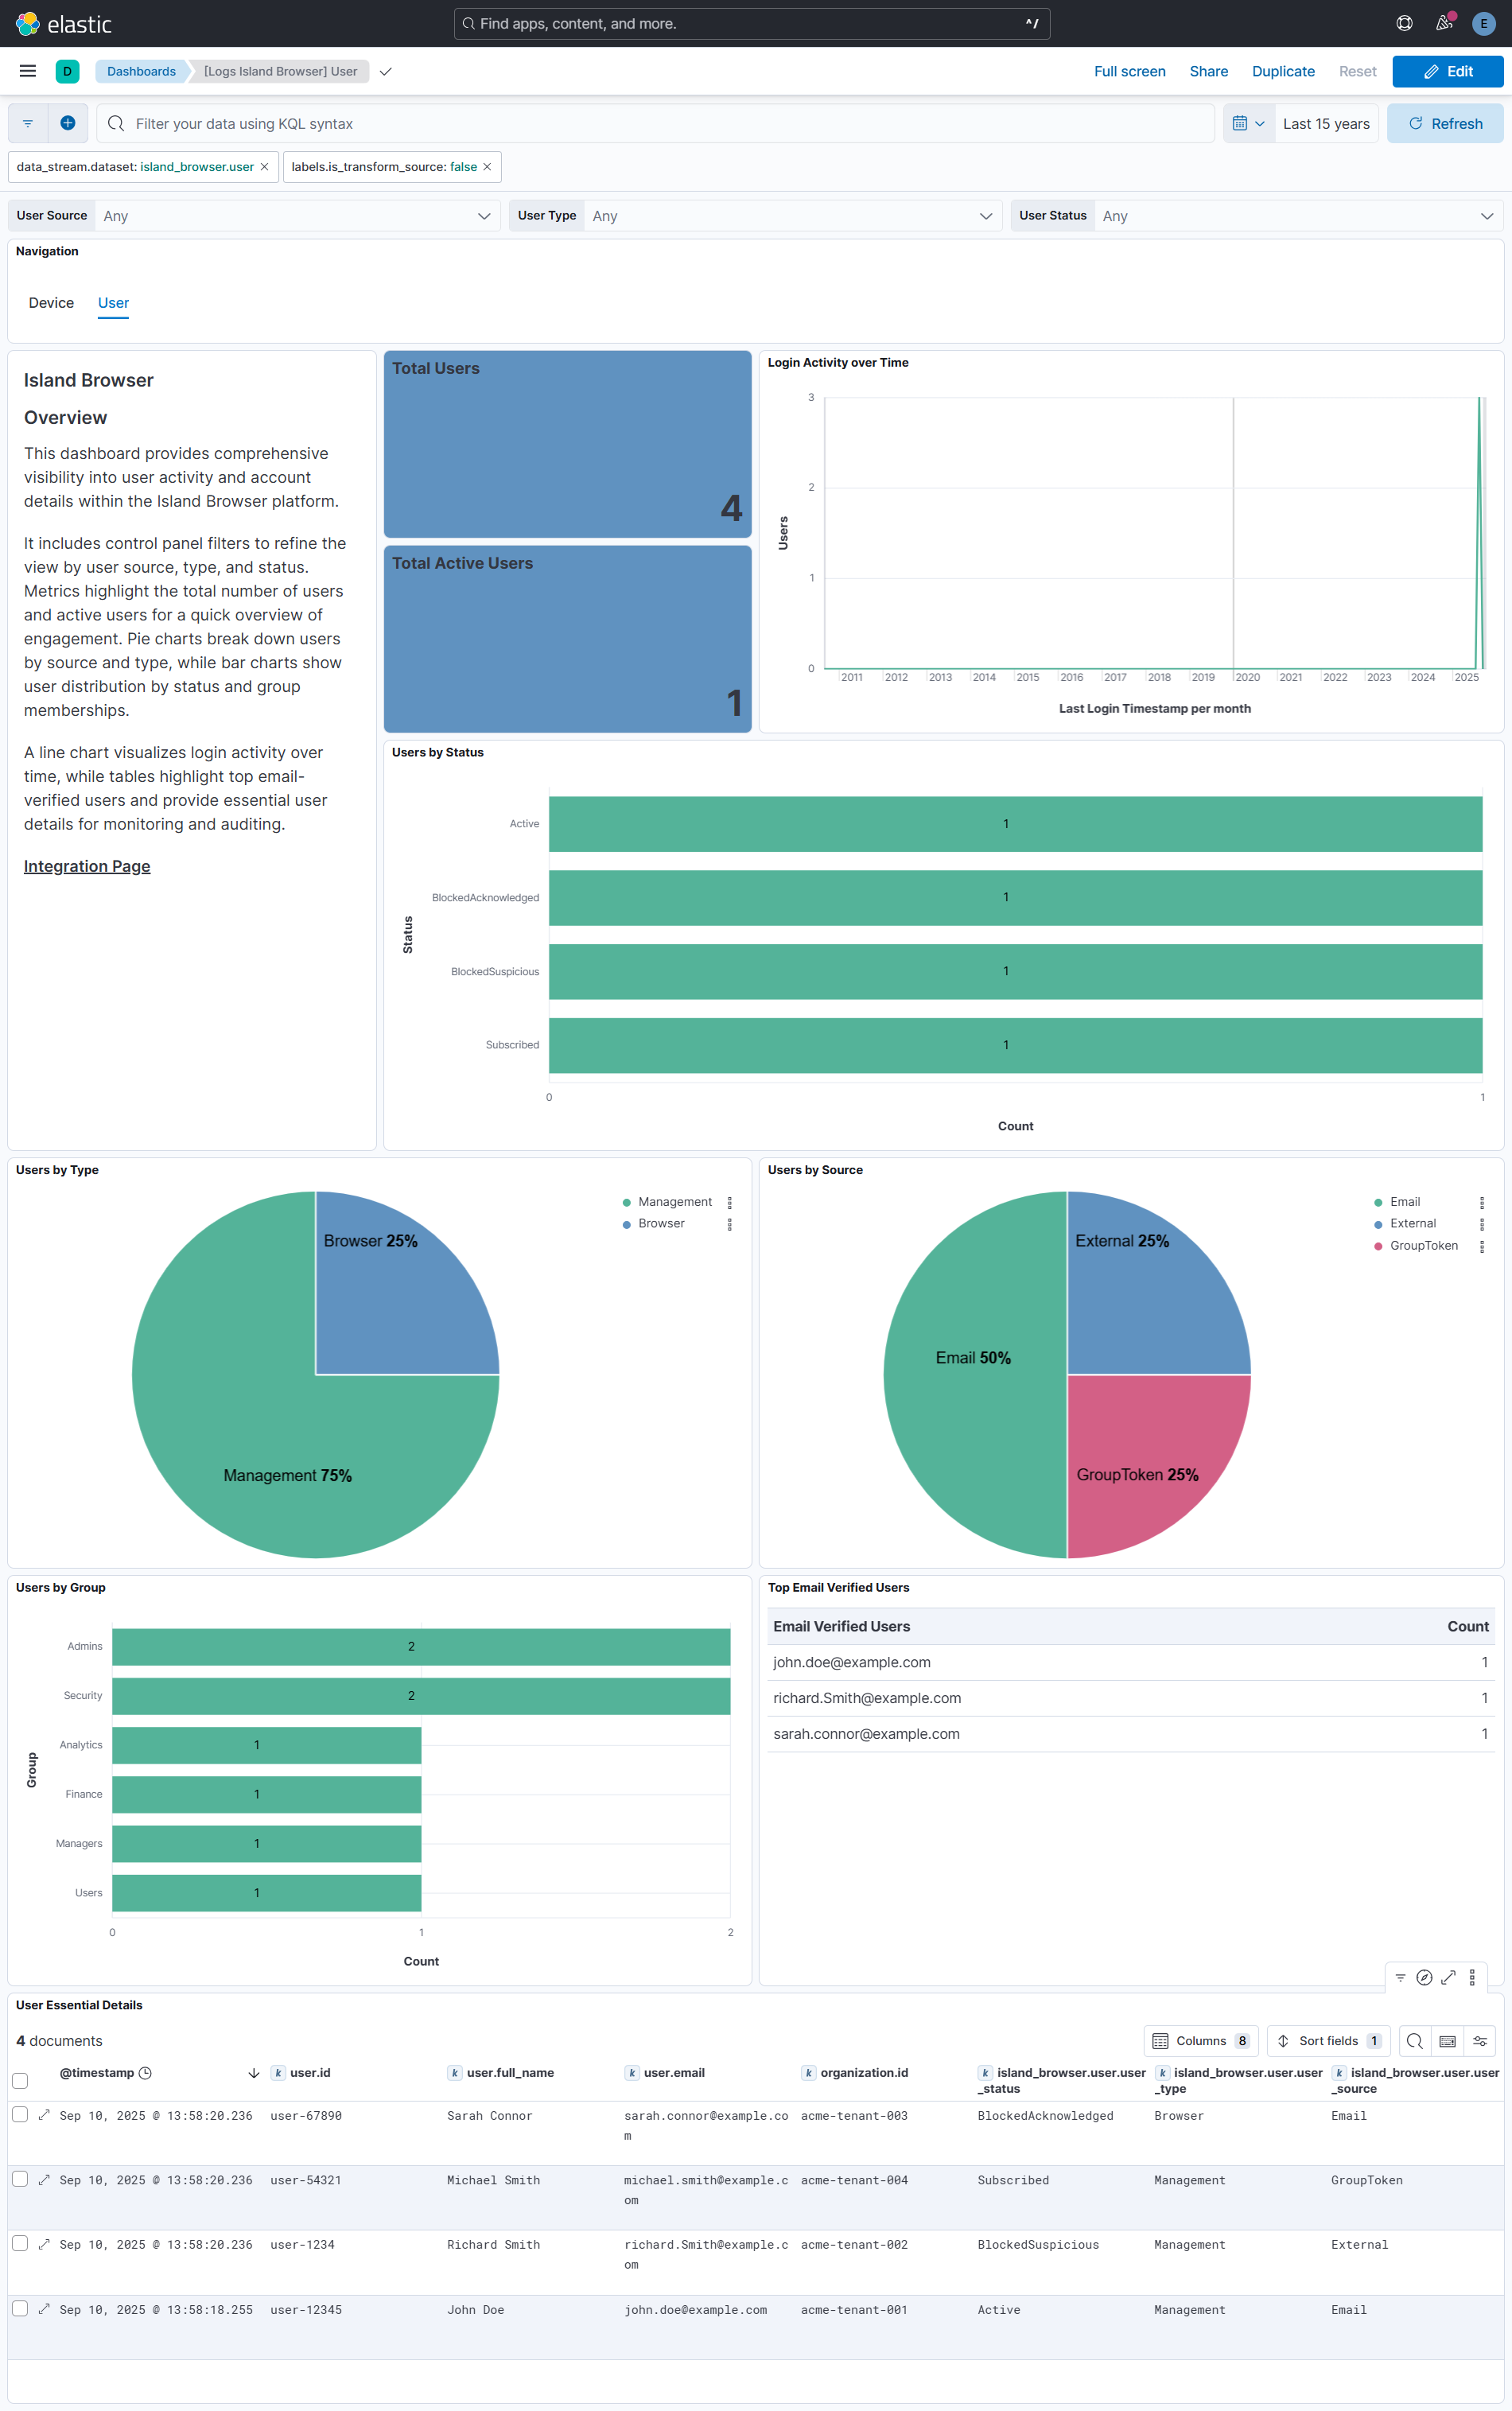 elastic
Find apps, content, and more.
^/
E
D
Dashboards
[Logs Island Browser] User
Full screen
Share
Duplicate
Reset
Edit
Filter your data using KQL syntax
Last 15 years
Refresh
data_stream.dataset: island_browser.user
labels.is_transform_source: false
User Source
Any
User Type
Any
User Status
Any
Navigation
Device
User
Island Browser
Overview
This dashboard provides comprehensive
visibility into user activity and account
details within the Island Browser platform.
It includes control panel filters to refine the
view by user source, type, and status.
Metrics highlight the total number of users
and active users for a quick overview of
engagement. Pie charts break down users
by source and type, while bar charts show
user distribution by status and group
memberships.
A line chart visualizes login activity over
time, while tables highlight top email-
verified users and provide essential user
details for monitoring and auditing.
Integration Page
Total Users
4
Total Active Users
1
Login Activity over Time
Users
3
2
1
0
2011 2012 2013 2014 2015 2016 2017 2018 2019 2020 2021 2022 2023 2024 2025
Last Login Timestamp per month
Users by Status
Status
Active
1
BlockedAcknowledged
1
BlockedSuspicious
1
Subscribed
1
0
1
Count
Users by Type
Browser 25%
Management 75%
Management
Browser
Users by Source
External 25%
Email 50%
GroupToken 25%
Email
External
GroupToken
Users by Group
Group
Admins
2
Security
2
Analytics
1
Finance
1
Managers
1
Users
1
0
1
2
Count
Top Email Verified Users
Email Verified Users Count
john.doe@example.com 1
richard.Smith@example.com 1
sarah.connor@example.com 1
User Essential Details
4 documents
Columns 8
Sort fields 1
@timestamp
k user.id
k user.full_name
k user.email
k organization.id
k island_browser.user.user
_status
k island_browser.user.user
_type
k island_browser.user.user
_source
Sep 10, 2025 @ 13:58:20.236 user-67890 Sarah Connor sarah.connor@example.co acme-tenant-003 BlockedAcknowledged Browser Email
m
Sep 10, 2025 @ 13:58:20.236 user-54321 Michael Smith michael.smith@example.c acme-tenant-004 Subscribed Management GroupToken
om
Sep 10, 2025 @ 13:58:20.236 user-1234 Richard Smith richard.Smith@example.c acme-tenant-002 BlockedSuspicious Management External
om
Sep 10, 2025 @ 13:58:18.255 user-12345 John Doe john.doe@example.com acme-tenant-001 Active Management Email